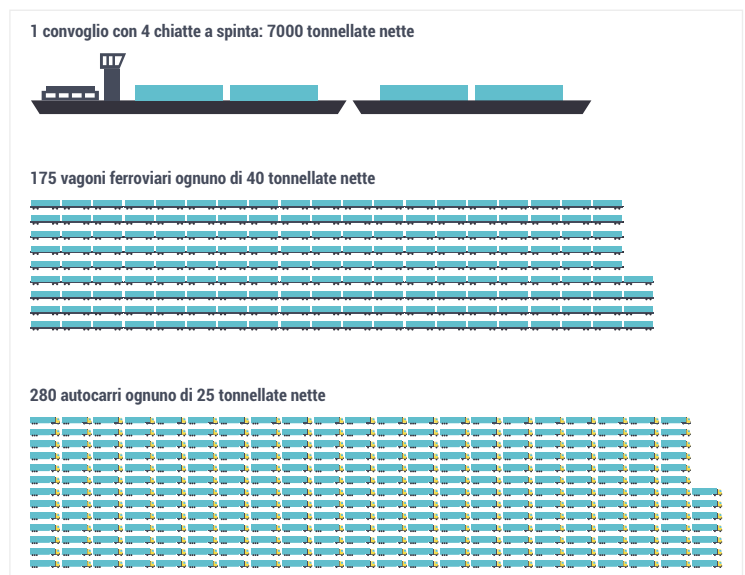 1 convoglio con 4 chiatte a spinta: 7000 tonnellate nette
175 vagoni ferroviari ognuno di 40 tonnellate nette
280 autocarri ognuno di 25 tonnellate nette